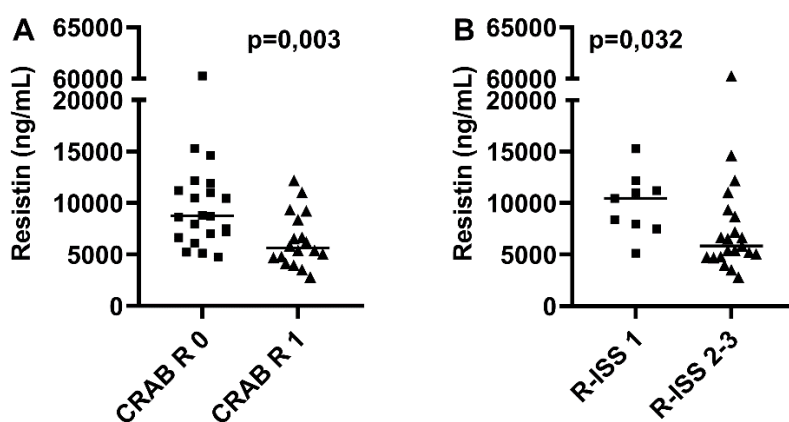 A
p=0,003
Resistin (ng/mL)
65000
60000
20000
15000
10000
5000
0
CRAB R 0
CRAB R 1
B
p=0,032
Resistin (ng/mL)
65000
60000
20000
15000
10000
5000
0
R-ISS 1
R-ISS 2-3